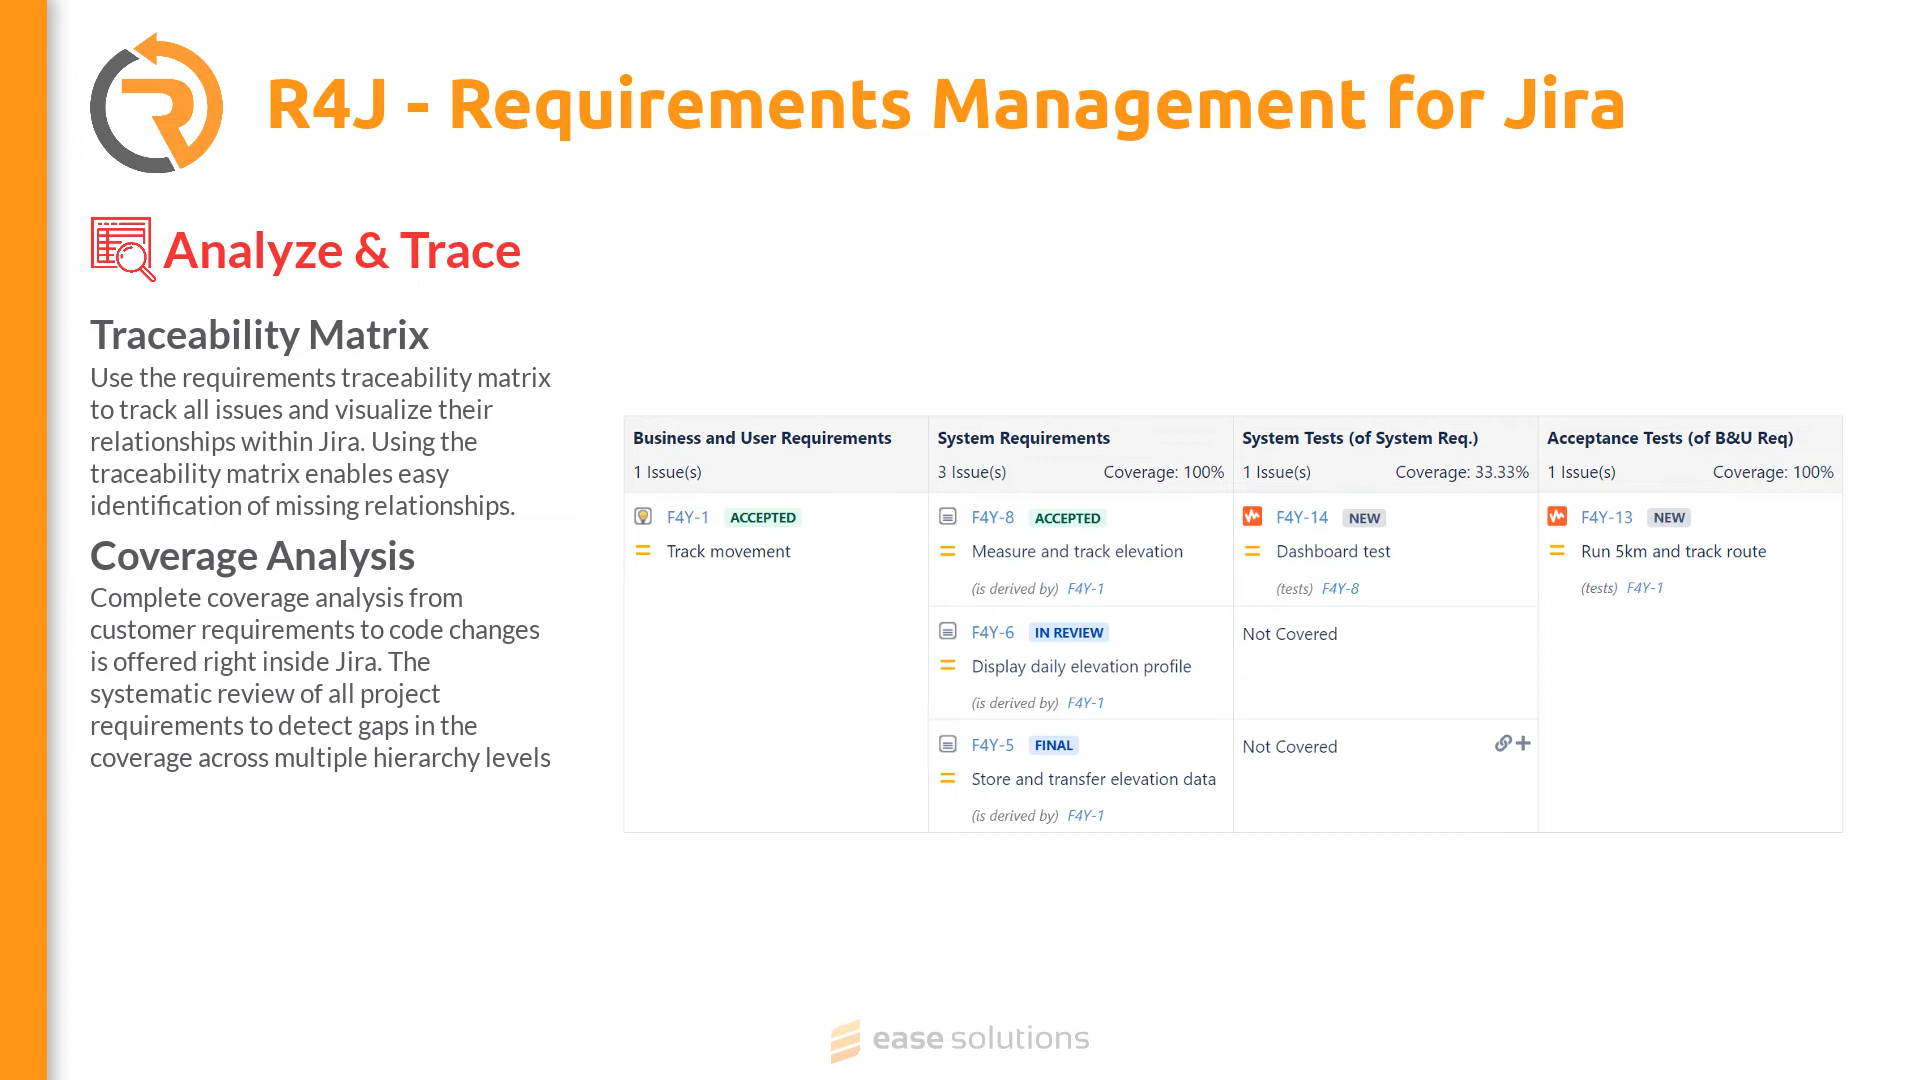 R4J - Requirements Management for Jira
Analyze & Trace
Traceability Matrix
Use the requirements traceability matrix
to track all issues and visualize their
relationships within Jira. Using the
traceability matrix enables easy
identification of missing relationships.
Coverage Analysis
Complete coverage analysis from
customer requirements to code changes
is offered right inside Jira. The
systematic review of all project
requirements to detect gaps in the
coverage across multiple hierarchy levels
Business and User Requirements
1 Issue(s)
F4Y-1 ACCEPTED
Track movement
System Requirements
3 Issue(s) Coverage: 100%
F4Y-8 ACCEPTED
Measure and track elevation
(is derived by) F4Y-1
F4Y-6 IN REVIEW
Display daily elevation profile
(is derived by) F4Y-1
F4Y-5 FINAL
Store and transfer elevation data
(is derived by) F4Y-1
System Tests (of System Req.)
1 Issue(s) Coverage: 33.33%
F4Y-14 NEW
Dashboard test
(tests) F4Y-8
Not Covered
Not Covered
Acceptance Tests (of B&U Req)
1 Issue(s) Coverage: 100%
F4Y-13 NEW
Run 5km and track route
(tests) F4Y-1
ease solutions